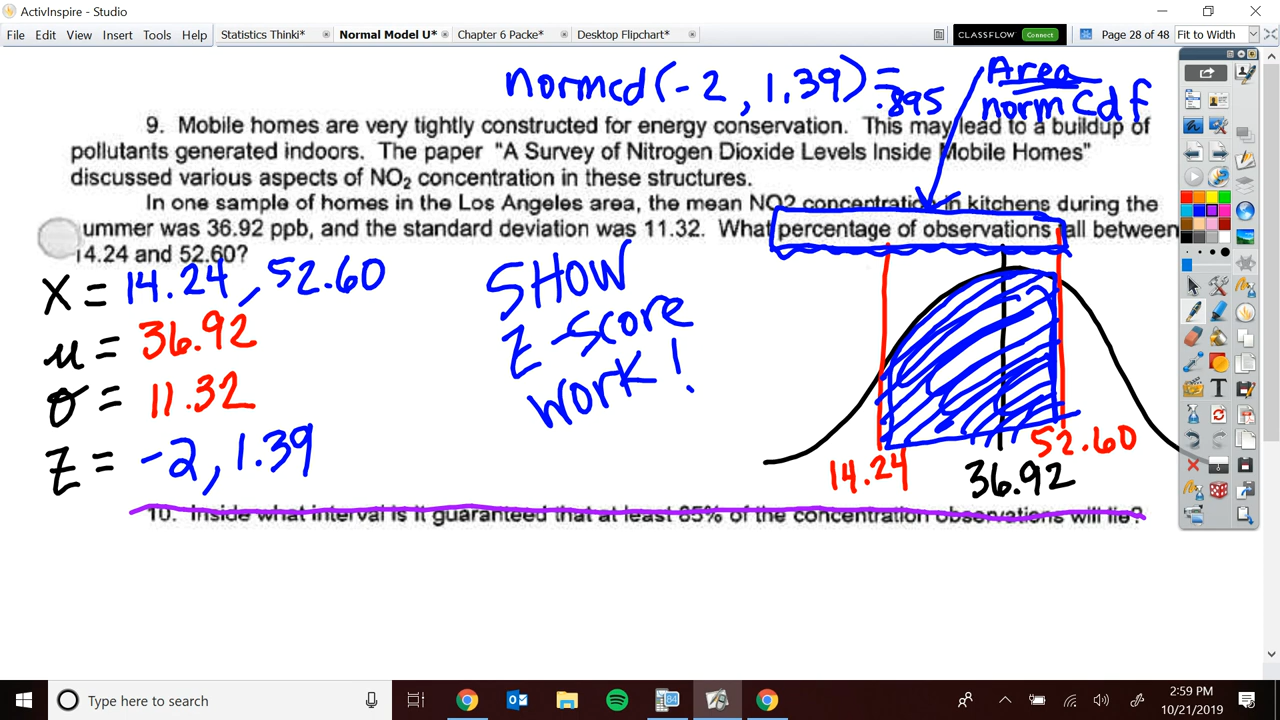 ActivInspire - Studio
File Edit View Insert Tools Help
Statistics Thinki* Normal Model U* Chapter 6 Packe* Desktop Flipchart*
CLASSFLOW Connect
Page 28 of 48 Fit to Width
normcd(-2, 1.39) = .895
Area
normcdf
9. Mobile homes are very tightly constructed for energy conservation. This may lead to a buildup of
pollutants generated indoors. The paper "A Survey of Nitrogen Dioxide Levels Inside Mobile Homes"
discussed various aspects of NO₂ concentration in these structures.
In one sample of homes in the Los Angeles area, the mean NO2 concentration in kitchens during the
ummer was 36.92 ppb, and the standard deviation was 11.32. What percentage of observations fall between
14.24 and 52.60?
X = 14.24, 52.60
μ = 36.92
σ = 11.32
Z = -2, 1.39
SHOW
Z-score
work!
14.24
36.92
52.60
10. Inside what interval is it guaranteed that at least 85% of the concentration observations will lie?
Type here to search
2:59 PM
10/21/2019